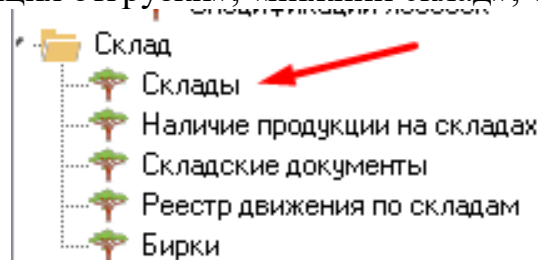 Склад
Склады
Наличие продукции на складах
Складские документы
Реестр движения по складам
Бирки